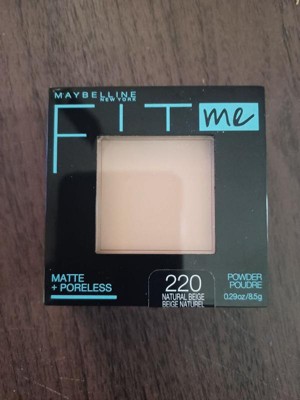 MAYBELLINE
NEW YORK
FIT me
MATTE
+ PORELESS
220
NATURAL BEIGE
BEIGE NATUREL
POWDER
POUDRE
0.29oz/8.5g